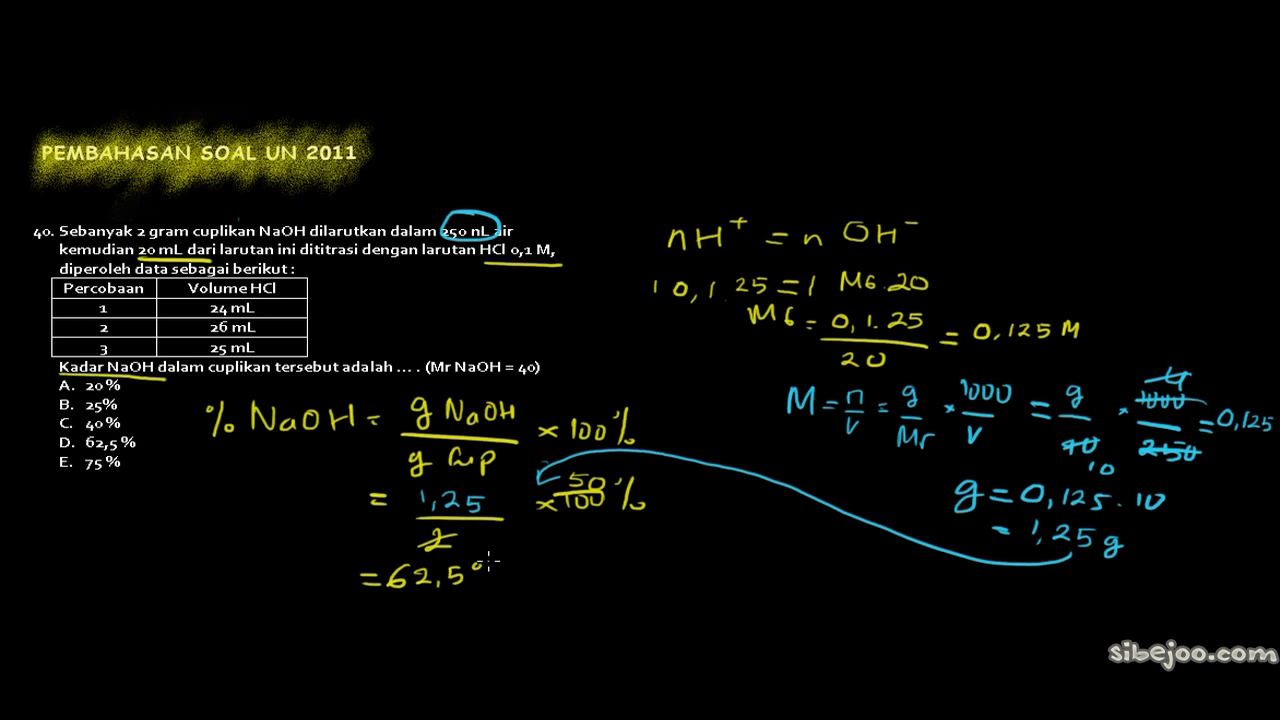 PEMBAHASAN SOAL UN 2011
40. Sebanyak 2 gram cuplikan NaOH dilarutkan dalam 250 nL air
kemudian 20 mL dari larutan ini dititrasi dengan larutan HCl 0,1 M,
diperoleh data sebagai berikut :
Percobaan Volume HCl
1 24 mL
2 26 mL
3 25 mL
Kadar NaOH dalam cuplikan tersebut adalah ... . (Mr NaOH = 40)
A. 20%
B. 25%
C. 40%
D. 62,5%
E. 75%
% NaOH = g NaOH / g Cup × 100%
= 1,25 / 2 × 100 50 %
= 62,5 %
nH⁺ = n OH⁻
1 0,1 . 25 = 1 Mb . 20
Mb = 0,1 . 25 / 20 = 0,125 M
M = n/v = g/Mr × 1000/v = g/40 10 × 1000 4 / 250 = 0,125
g = 0,125 . 10
= 1,25 g
sibejoo.com